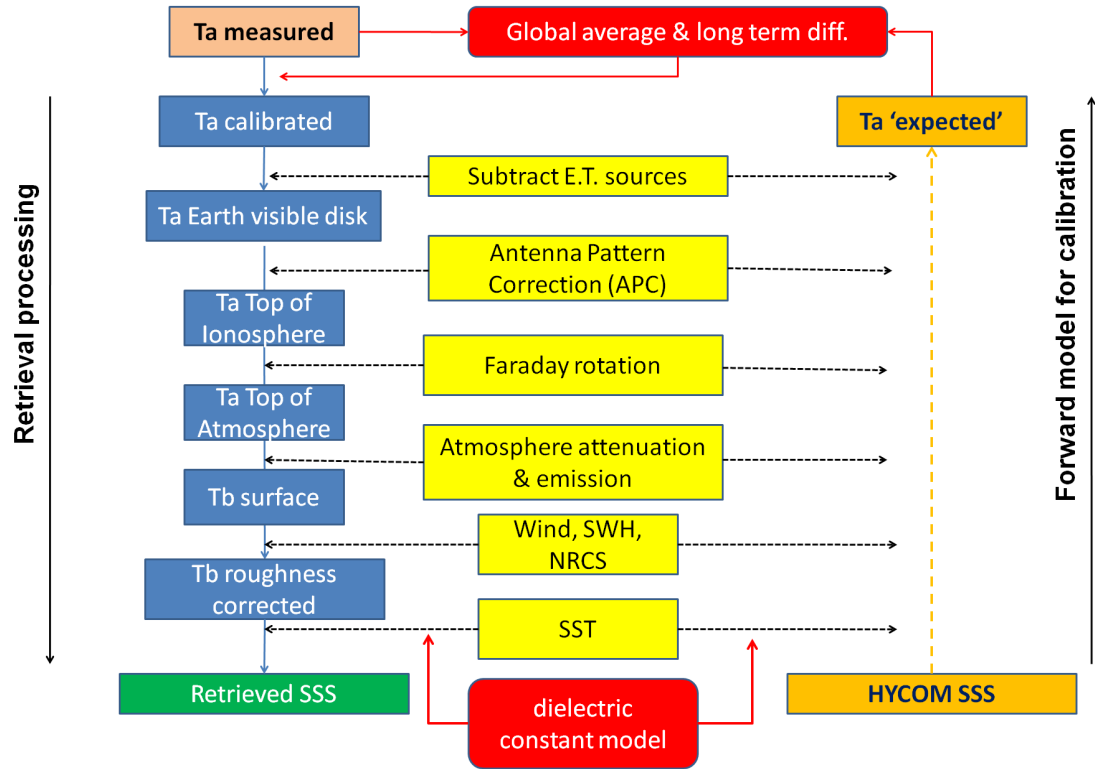 Ta measured
Global average & long term diff.
Ta calibrated
Ta ‘expected’
Subtract E.T. sources
Ta Earth visible disk
Antenna Pattern
Correction (APC)
Ta Top of
Ionosphere
Faraday rotation
Ta Top of
Atmosphere
Atmosphere attenuation
& emission
Tb surface
Wind, SWH,
NRCS
Tb roughness
corrected
SST
Retrieved SSS
dielectric
constant model
HYCOM SSS
Retrieval processing
Forward model for calibration